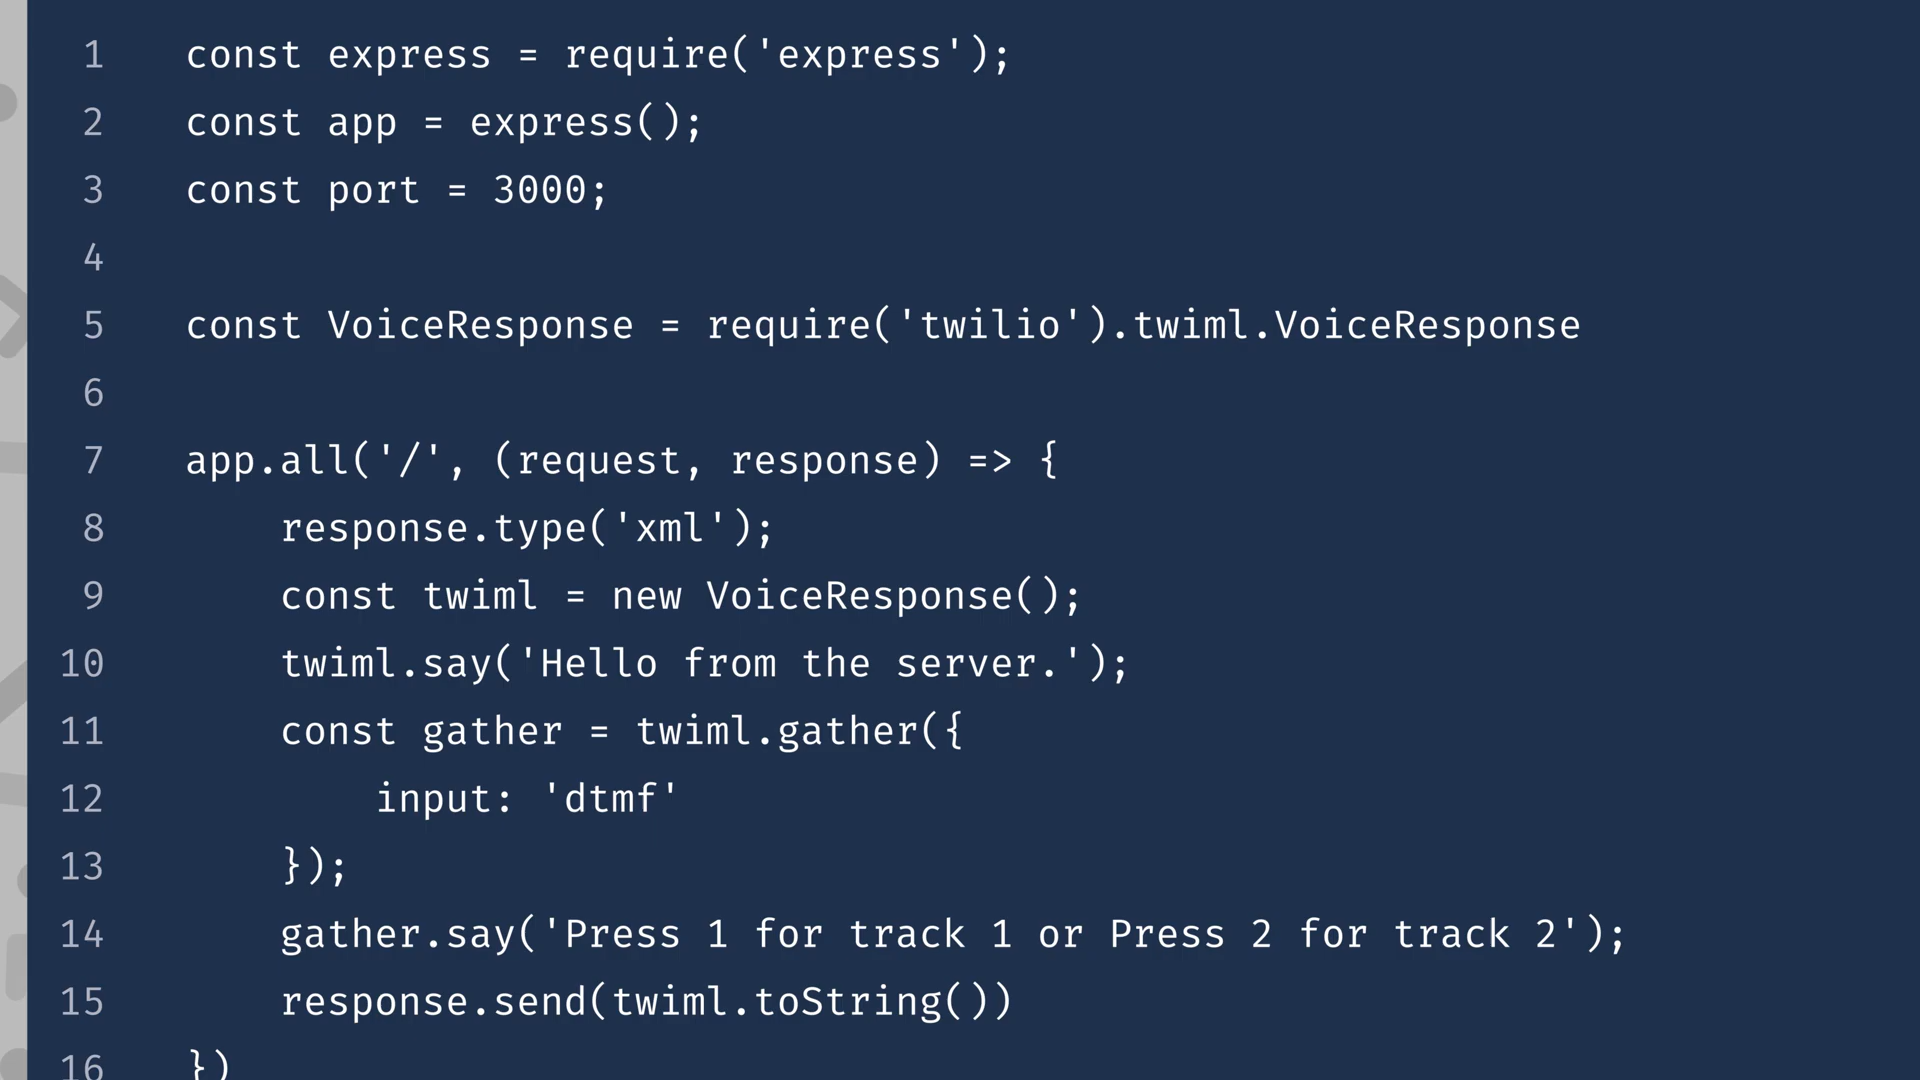 1 const express = require('express');
2 const app = express();
3 const port = 3000;
4
5 const VoiceResponse = require('twilio').twiml.VoiceResponse
6
7 app.all('/', (request, response) => {
8     response.type('xml');
9     const twiml = new VoiceResponse();
10     twiml.say('Hello from the server.');
11     const gather = twiml.gather({
12         input: 'dtmf'
13     });
14     gather.say('Press 1 for track 1 or Press 2 for track 2');
15     response.send(twiml.toString())
16 })